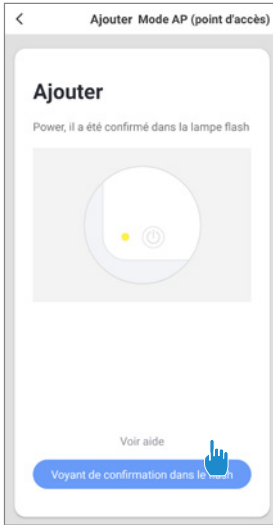 Ajouter Mode AP (point d'accès)
Ajouter
Power, il a été confirmé dans la lampe flash
Voir aide
Voyant de confirmation dans le flash